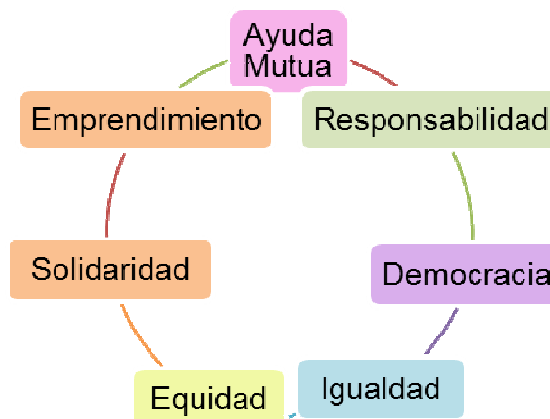 Ayuda
Mutua
Emprendimiento
Responsabilidad
Solidaridad
Democracia
Equidad
Igualdad